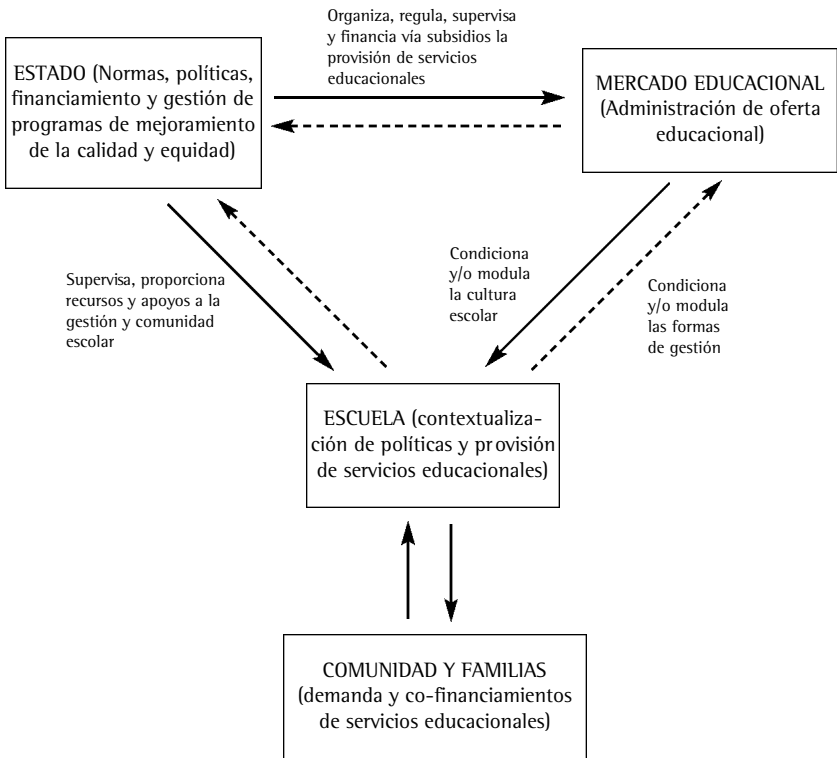 Organiza, regula, supervisa
y financia vía subsidios la
provisión de servicios
educacionales
ESTADO (Normas, políticas,
financiamiento y gestión de
programas de mejoramiento
de la calidad y equidad)
MERCADO EDUCACIONAL
(Administración de oferta
educacional)
Supervisa, proporciona
recursos y apoyos a la
gestión y comunidad
escolar
Condiciona
y/o modula
la cultura
escolar
Condiciona
y/o modula
las formas
de gestión
ESCUELA (contextualiza-
ción de políticas y provisión
de servicios educacionales)
COMUNIDAD Y FAMILIAS
(demanda y co-financiamientos
de servicios educacionales)